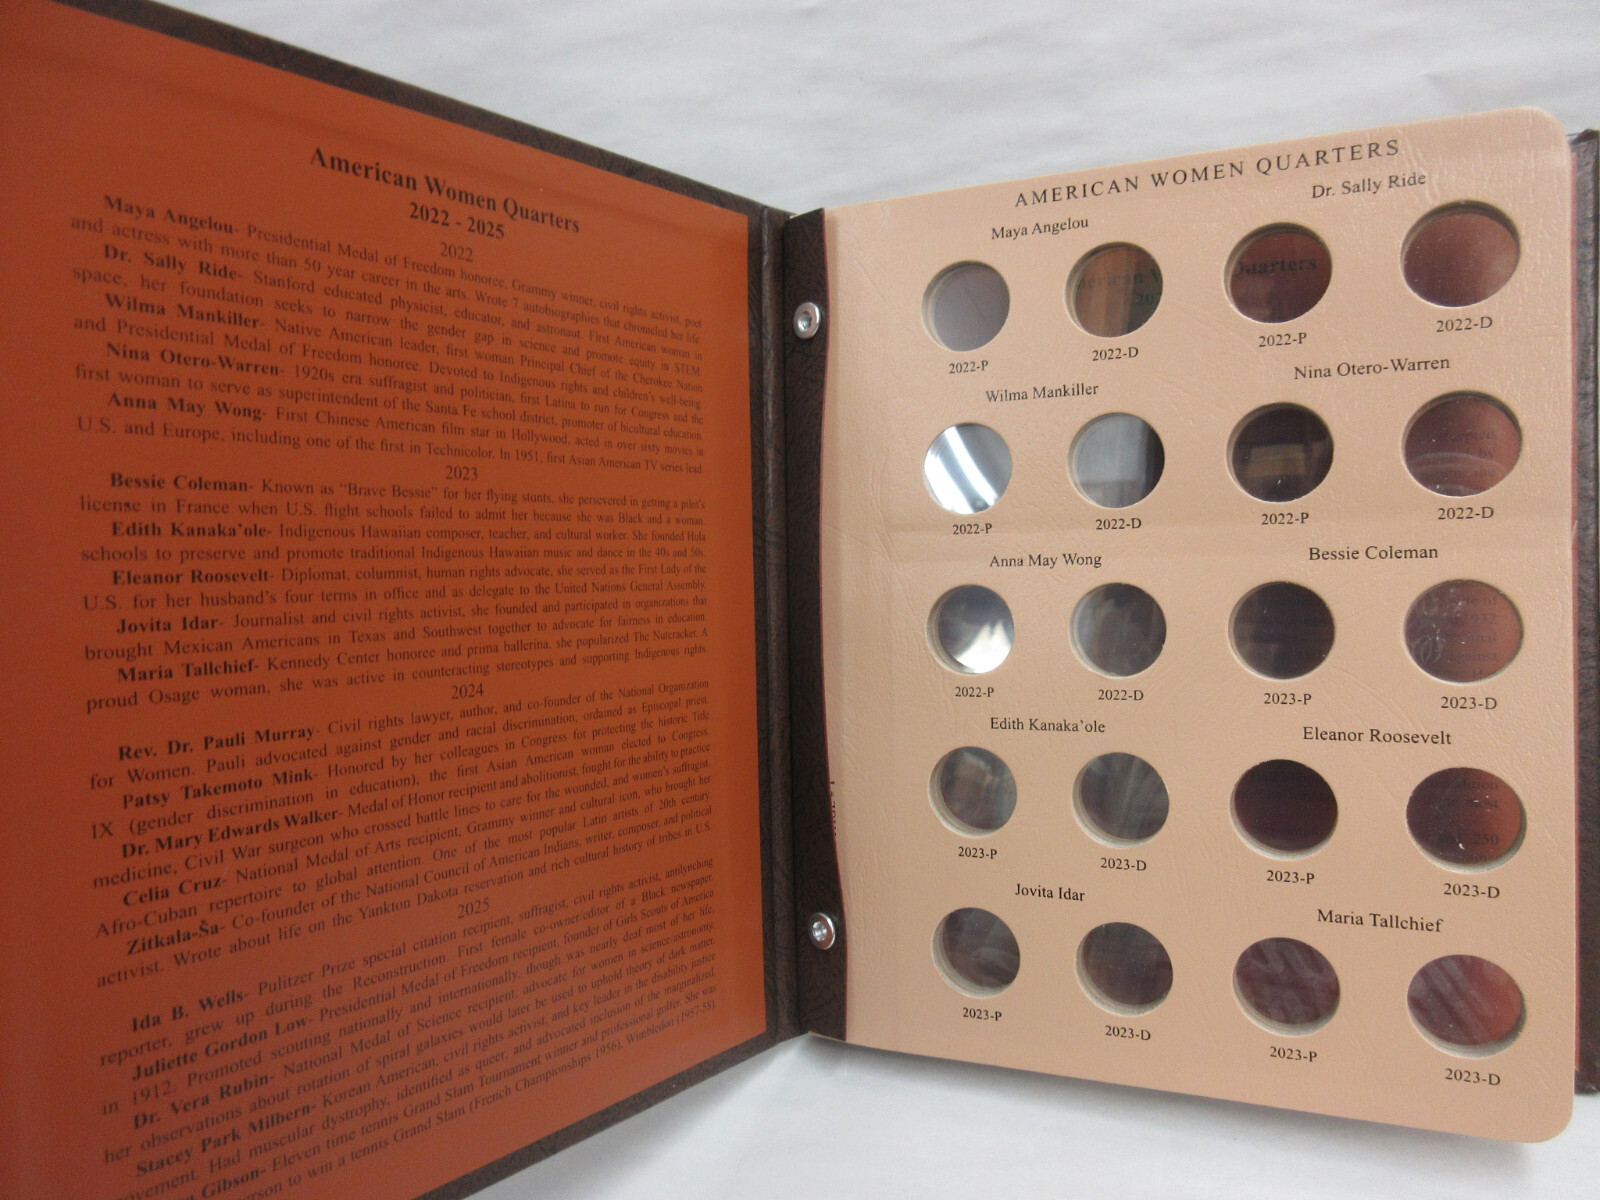 American Women Quarters
2022 - 2025
2022
Maya Angelou- Presidential Medal of Freedom honoree, Grammy winner, civil rights activist, poet
and actress with more than 50 year career in the arts. Wrote 7 autobiographies that chronicled her life.
Dr. Sally Ride- Stanford educated physicist, educator, and astronaut. First American woman in
space, her foundation seeks to narrow the gender gap in science and promote equity in STEM.
Wilma Mankiller- Native American leader, first woman Principal Chief of the Cherokee Nation
and Presidential Medal of Freedom honoree. Devoted to Indigenous rights and children's well-being.
Nina Otero-Warren- 1920s era suffragist and politician, first Latina to run for Congress and the
first woman to serve as superintendent of the Santa Fe school district, promoter of bicultural education.
Anna May Wong- First Chinese American film star in Hollywood, acted in over sixty movies in
U.S. and Europe, including one of the first in Technicolor. In 1951, first Asian American TV series lead.
2023
Bessie Coleman- Known as “Brave Bessie” for her flying stunts, she persevered in getting a pilot's
license in France when U.S. flight schools failed to admit her because she was Black and a woman.
Edith Kanaka’ole- Indigenous Hawaiian composer, teacher, and cultural worker. She founded Hula
schools to preserve and promote traditional Indigenous Hawaiian music and dance in the 40s and 50s.
Eleanor Roosevelt- Diplomat, columnist, human rights advocate, she served as the First Lady of the
U.S. for her husband’s four terms in office and as delegate to the United Nations General Assembly.
Jovita Idar- Journalist and civil rights activist, she founded and participated in organizations that
brought Mexican Americans in Texas and Southwest together to advocate for fairness in education.
Maria Tallchief- Kennedy Center honoree and prima ballerina, she popularized The Nutcracker. A
proud Osage woman, she was active in counteracting stereotypes and supporting Indigenous rights.
2024
Rev. Dr. Pauli Murray- Civil rights lawyer, author, and co-founder of the National Organization
for Women. Pauli advocated against gender and racial discrimination, ordained as Episcopal priest.
Patsy Takemoto Mink- Honored by her colleagues in Congress for protecting the historic Title
IX (gender discrimination in education), the first Asian American woman elected to Congress.
Dr. Mary Edwards Walker- Medal of Honor recipient and abolitionist, fought for the ability to practice
medicine, Civil War surgeon who crossed battle lines to care for the wounded, and women's suffragist.
Celia Cruz- National Medal of Arts recipient, Grammy winner and cultural icon, who brought her
Afro-Cuban repertoire to global attention. One of the most popular Latin artists of 20th century.
Zitkala-Ša- Co-founder of the National Council of American Indians, writer, composer, and political
activist. Wrote about life on the Yankton Dakota reservation and rich cultural history of tribes in U.S.
2025
Ida B. Wells- Pulitzer Prize special citation recipient, suffragist, civil rights activist, antilynching
reporter, grew up during the Reconstruction. First female co-owner/editor of a Black newspaper.
Juliette Gordon Low- Presidential Medal of Freedom recipient, founder of Girls Scouts of America
in 1912. Promoted scouting nationally and internationally, though was nearly deaf most of her life.
Dr. Vera Rubin- National Medal of Science recipient, advocate for women in science/astronomy.
her observations about rotation of spiral galaxies would later be used to uphold theory of dark matter.
Stacey Park Milbern- Korean American, civil rights activist, and key leader in the disability justice
movement. Had muscular dystrophy, identified as queer, and advocated inclusion of the marginalized.
Gibson- Eleven time tennis Grand Slam Tournament winner and professional golfer. She was
person to win a tennis Grand Slam (French Championships 1956), Wimbledon (1957-58)
AMERICAN WOMEN QUARTERS
Maya Angelou Dr. Sally Ride
2022-P 2022-D 2022-P 2022-D
Wilma Mankiller Nina Otero-Warren
2022-P 2022-D 2022-P 2022-D
Anna May Wong Bessie Coleman
2022-P 2022-D 2023-P 2023-D
Edith Kanaka’ole Eleanor Roosevelt
2023-P 2023-D 2023-P 2023-D
Jovita Idar Maria Tallchief
2023-P 2023-D 2023-P 2023-D